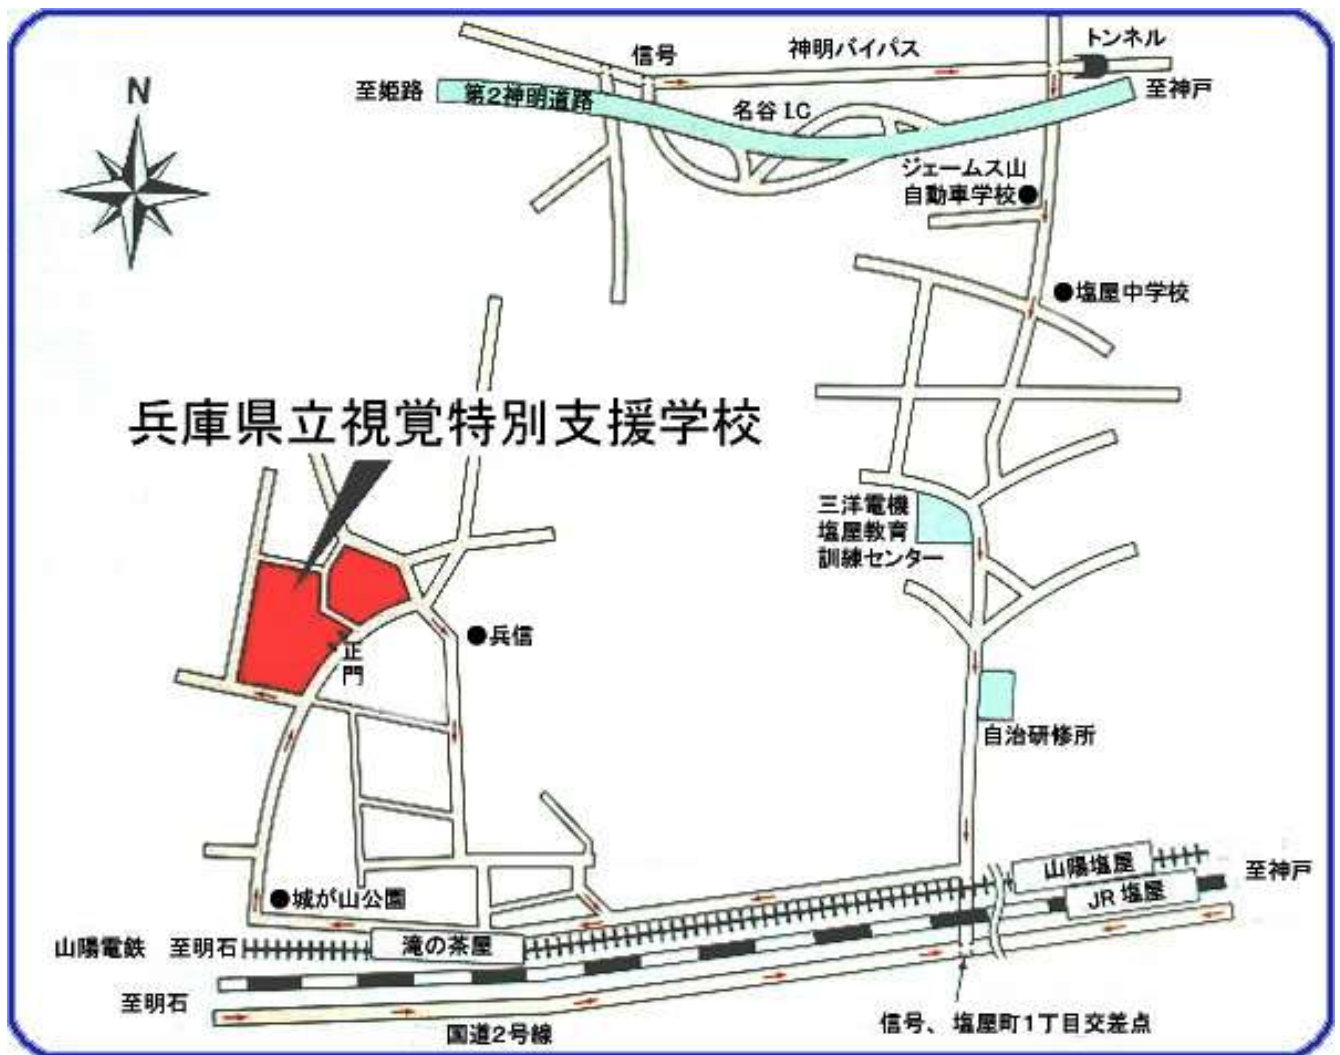 トンネル
神明バイパス
信号
N
至姫路
第2神明道路
至神戸
名谷 I.C
ジェームス山
自動車学校●
●塩屋中学校
兵庫県立視覚特別支援学校
三洋電機
塩屋教育
訓練センター
●兵信
正
門
自治研修所
山陽塩屋
至神戸
JR 塩屋
●城が山公園
山陽電鉄 至明石
滝の茶屋
至明石
国道2号線
信号、塩屋町1丁目交差点